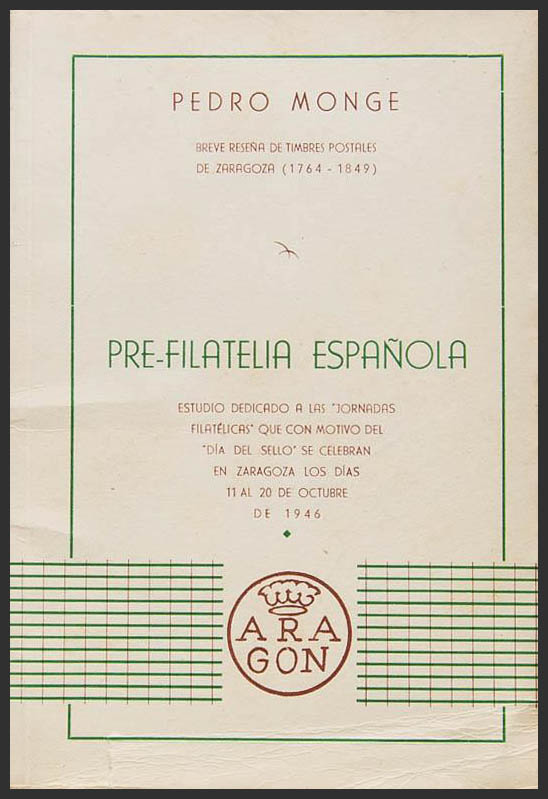 PEDRO MONGE
BREVE RESEÑA DE TIMBRES POSTALES
DE ZARAGOZA (1764 - 1849)
PRE-FILATELIA ESPAÑOLA
ESTUDIO DEDICADO A LAS "JORNADAS
FILATÉLICAS" QUE CON MOTIVO DEL
"DÍA DEL SELLO" SE CELEBRAN
EN ZARAGOZA LOS DÍAS
11 AL 20 DE OCTUBRE
DE 1946
ARA
GON